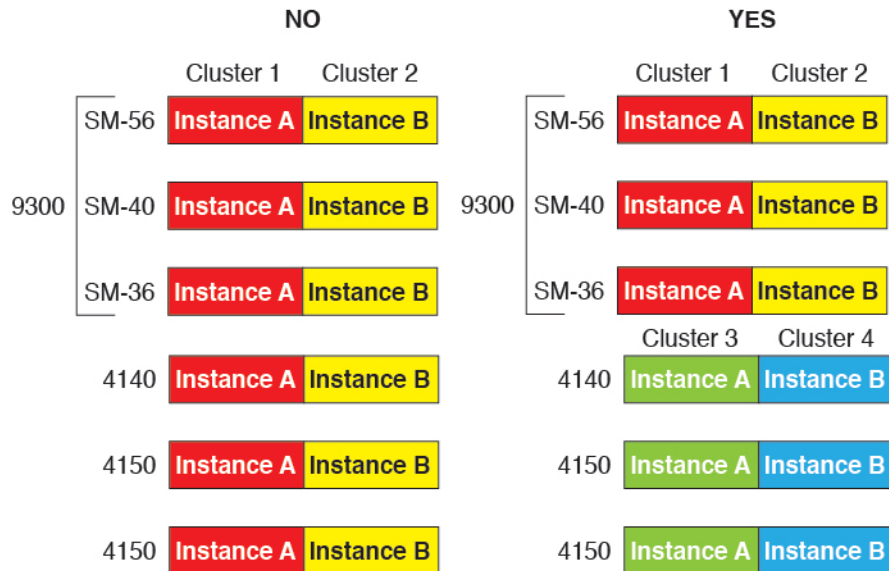 NO YES
Cluster 1 Cluster 2 Cluster 1 Cluster 2
SM-56 Instance A Instance B SM-56 Instance A Instance B
9300 SM-40 Instance A Instance B 9300 SM-40 Instance A Instance B
SM-36 Instance A Instance B SM-36 Instance A Instance B
Cluster 3 Cluster 4
4140 Instance A Instance B 4140 Instance A Instance B
4150 Instance A Instance B 4150 Instance A Instance B
4150 Instance A Instance B 4150 Instance A Instance B